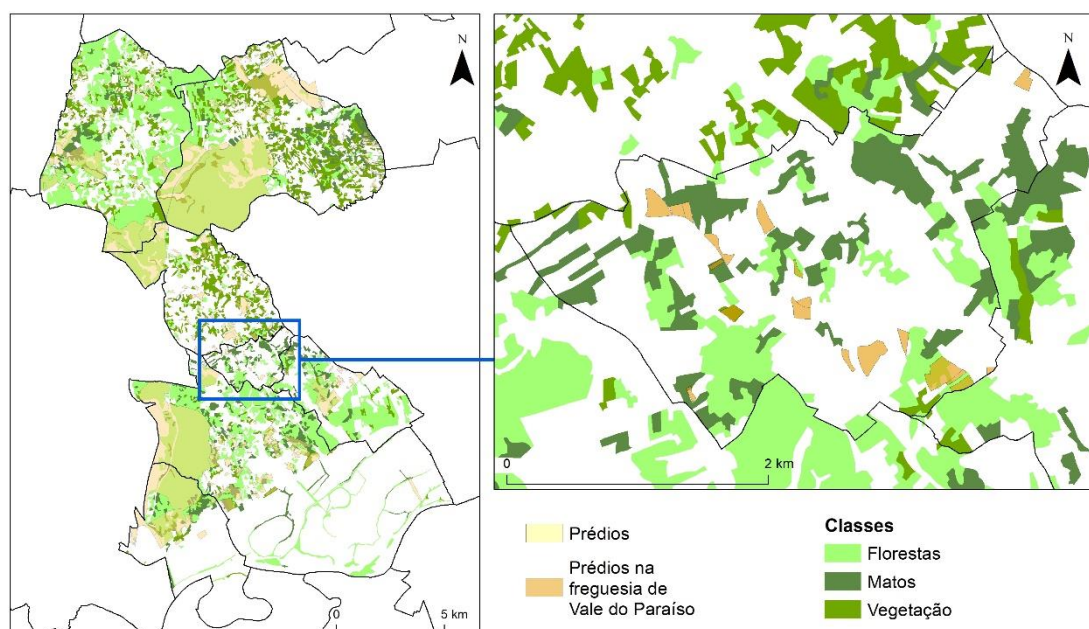 N
N
0
5 km
0
2 km
Prédios
Prédios na
freguesia de
Vale do Paraíso
Classes
Florestas
Matos
Vegetação